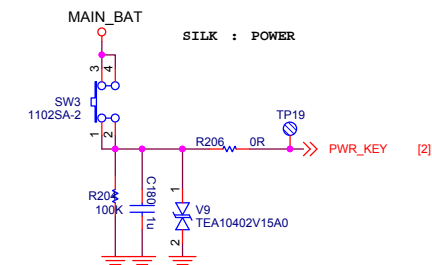 MAIN_BAT
SILK : POWER
3 4
SW3
1102SA-2
1 2
TP19
R206 0R
PWR_KEY [2]
R204
100K
C180
1u
1
V9
TEA10402V15A0
2